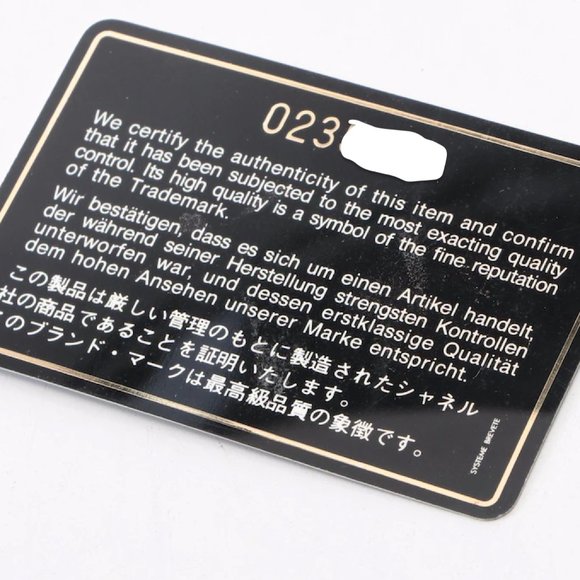 023
We certify the authenticity of this item and confirm
that it has been subjected to the most exacting quality
control. Its high quality is a symbol of the fine reputation
of the Trademark.
Wir bestätigen, dass es sich um einen Artikel handelt,
der während seiner Herstellung strengsten Kontrollen
unterworfen war, und dessen erstklassige Qualität
dem hohen Ansehen unserer Marke entspricht.
この製品は厳しい管理のもとに製造されたシャネル
社の商品であることを証明いたします。
このブランド・マークは最高級品質の象徴です。
SYSTEME BREVETE